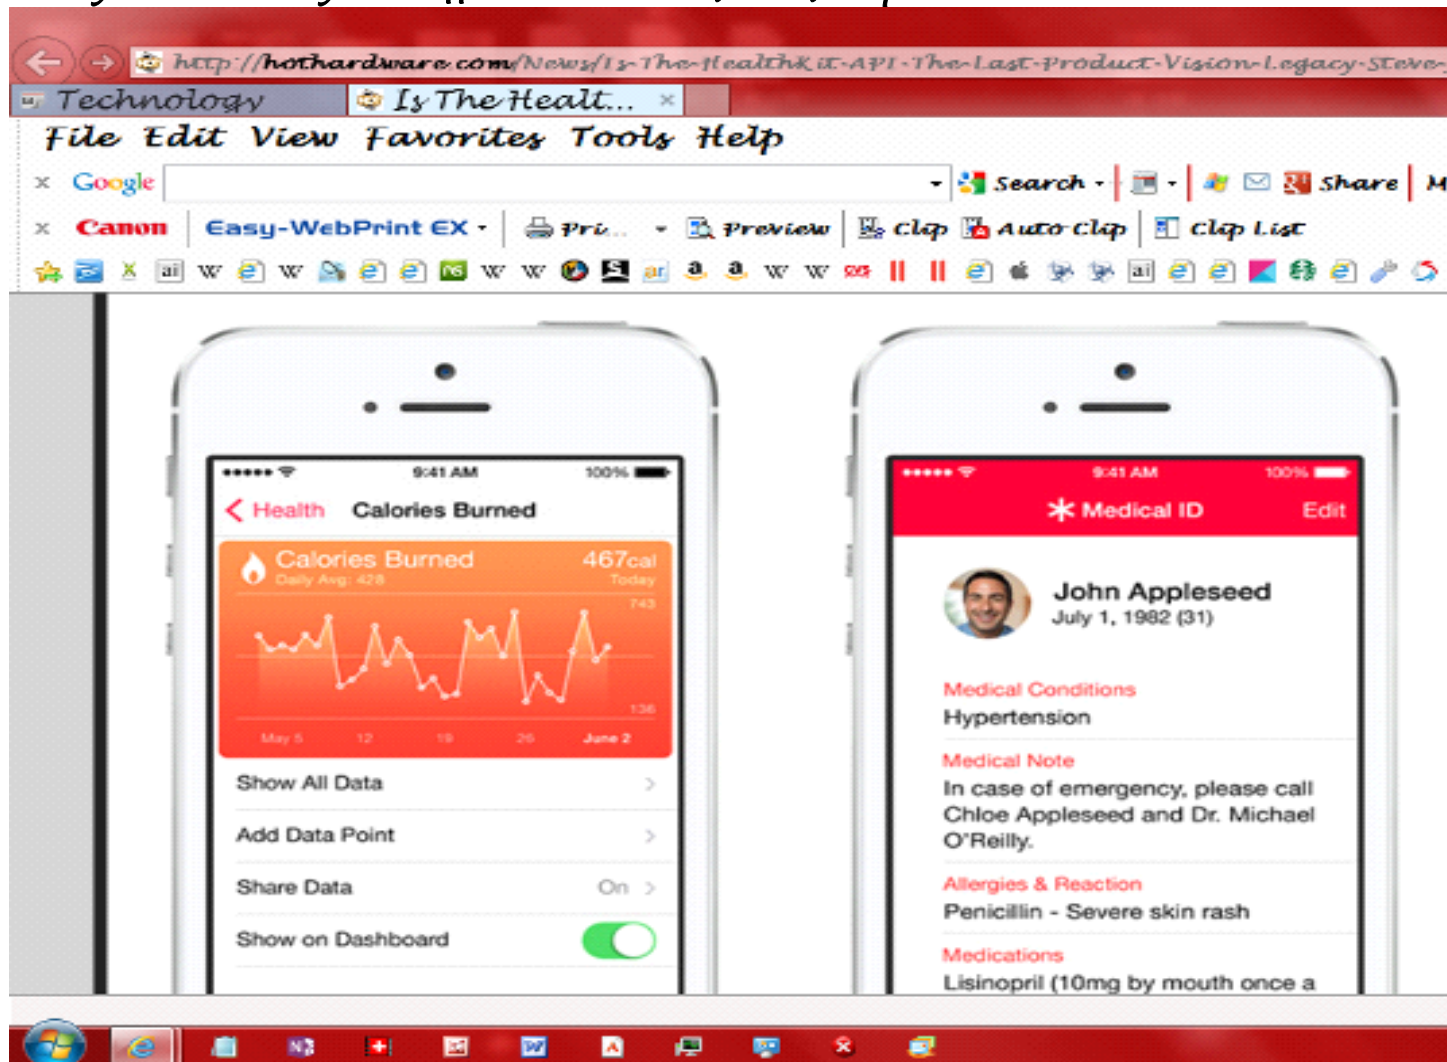 http://hothardware.com/News/Is-The-HealthKit-API-The-Last-Product-Vision-Legacy-Steve-
Technology Is The Healt... ×
File Edit View Favorites Tools Help
× Google Search Share M
× Canon Easy-WebPrint EX Pri... Preview Clip Auto Clip Clip List
9:41 AM 100%
Health Calories Burned
Calories Burned 467cal
Daily Avg: 428 Today
743
136
May 5 12 19 26 June 2
Show All Data
Add Data Point
Share Data On
Show on Dashboard
9:41 AM 100%
Medical ID Edit
John Appleseed
July 1, 1982 (31)
Medical Conditions
Hypertension
Medical Note
In case of emergency, please call
Chloe Appleseed and Dr. Michael
O'Reilly.
Allergies & Reaction
Penicillin - Severe skin rash
Medications
Lisinopril (10mg by mouth once a